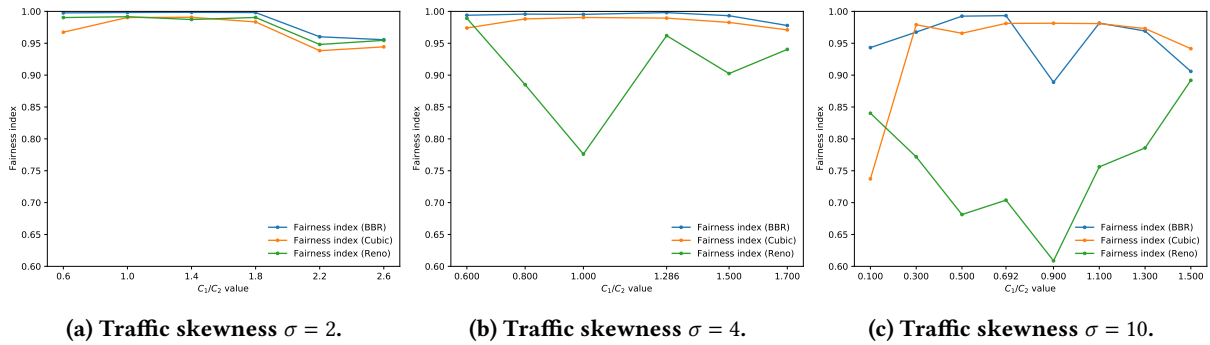 1.00
0.95
0.90
0.85
0.80
0.75
0.70
0.65
0.60
Fairness index
Fairness index (BBR)
Fairness index (Cubic)
Fairness index (Reno)
0.6 1.0 1.4 1.8 2.2 2.6
C₁/C₂ value
(a) Traffic skewness σ = 2.
1.00
0.95
0.90
0.85
0.80
0.75
0.70
0.65
0.60
Fairness index
Fairness index (BBR)
Fairness index (Cubic)
Fairness index (Reno)
0.600 0.800 1.000 1.286 1.500 1.700
C₁/C₂ value
(b) Traffic skewness σ = 4.
1.00
0.95
0.90
0.85
0.80
0.75
0.70
0.65
0.60
Fairness index
Fairness index (BBR)
Fairness index (Cubic)
Fairness index (Reno)
0.100 0.300 0.500 0.692 0.900 1.100 1.300 1.500
C₁/C₂ value
(c) Traffic skewness σ = 10.